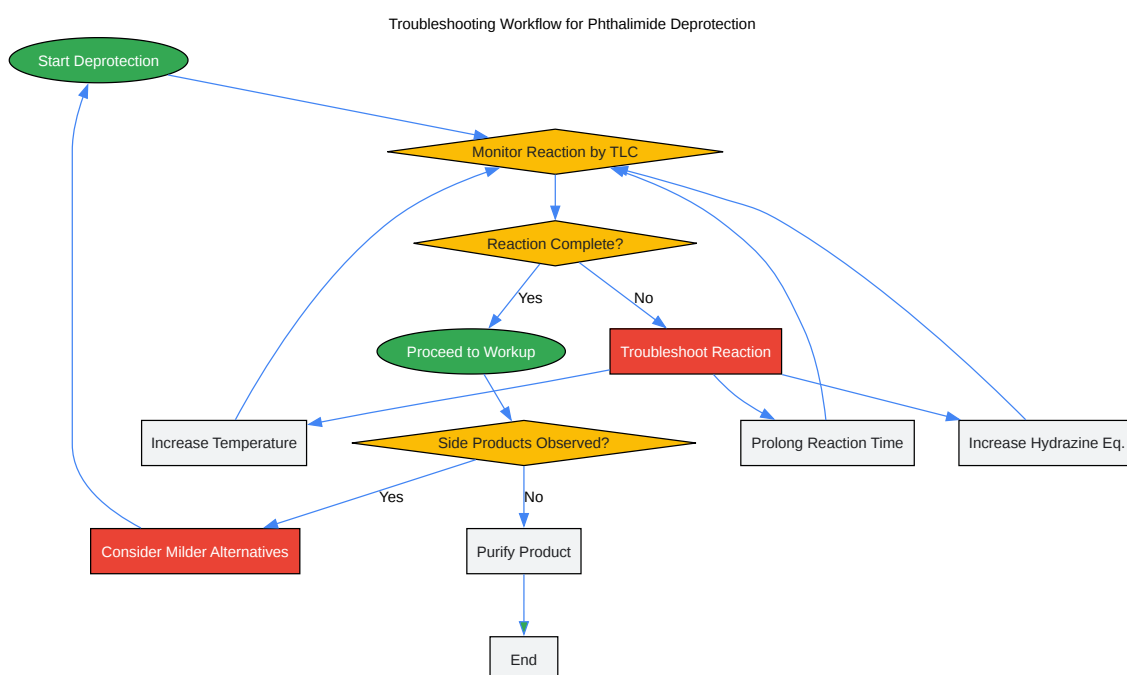 Troubleshooting Workflow for Phthalimide Deprotection
Start Deprotection
Monitor Reaction by TLC
Reaction Complete?
Yes
No
Proceed to Workup
Troubleshoot Reaction
Increase Temperature
Side Products Observed?
Prolong Reaction Time
Increase Hydrazine Eq.
Yes
No
Consider Milder Alternatives
Purify Product
End